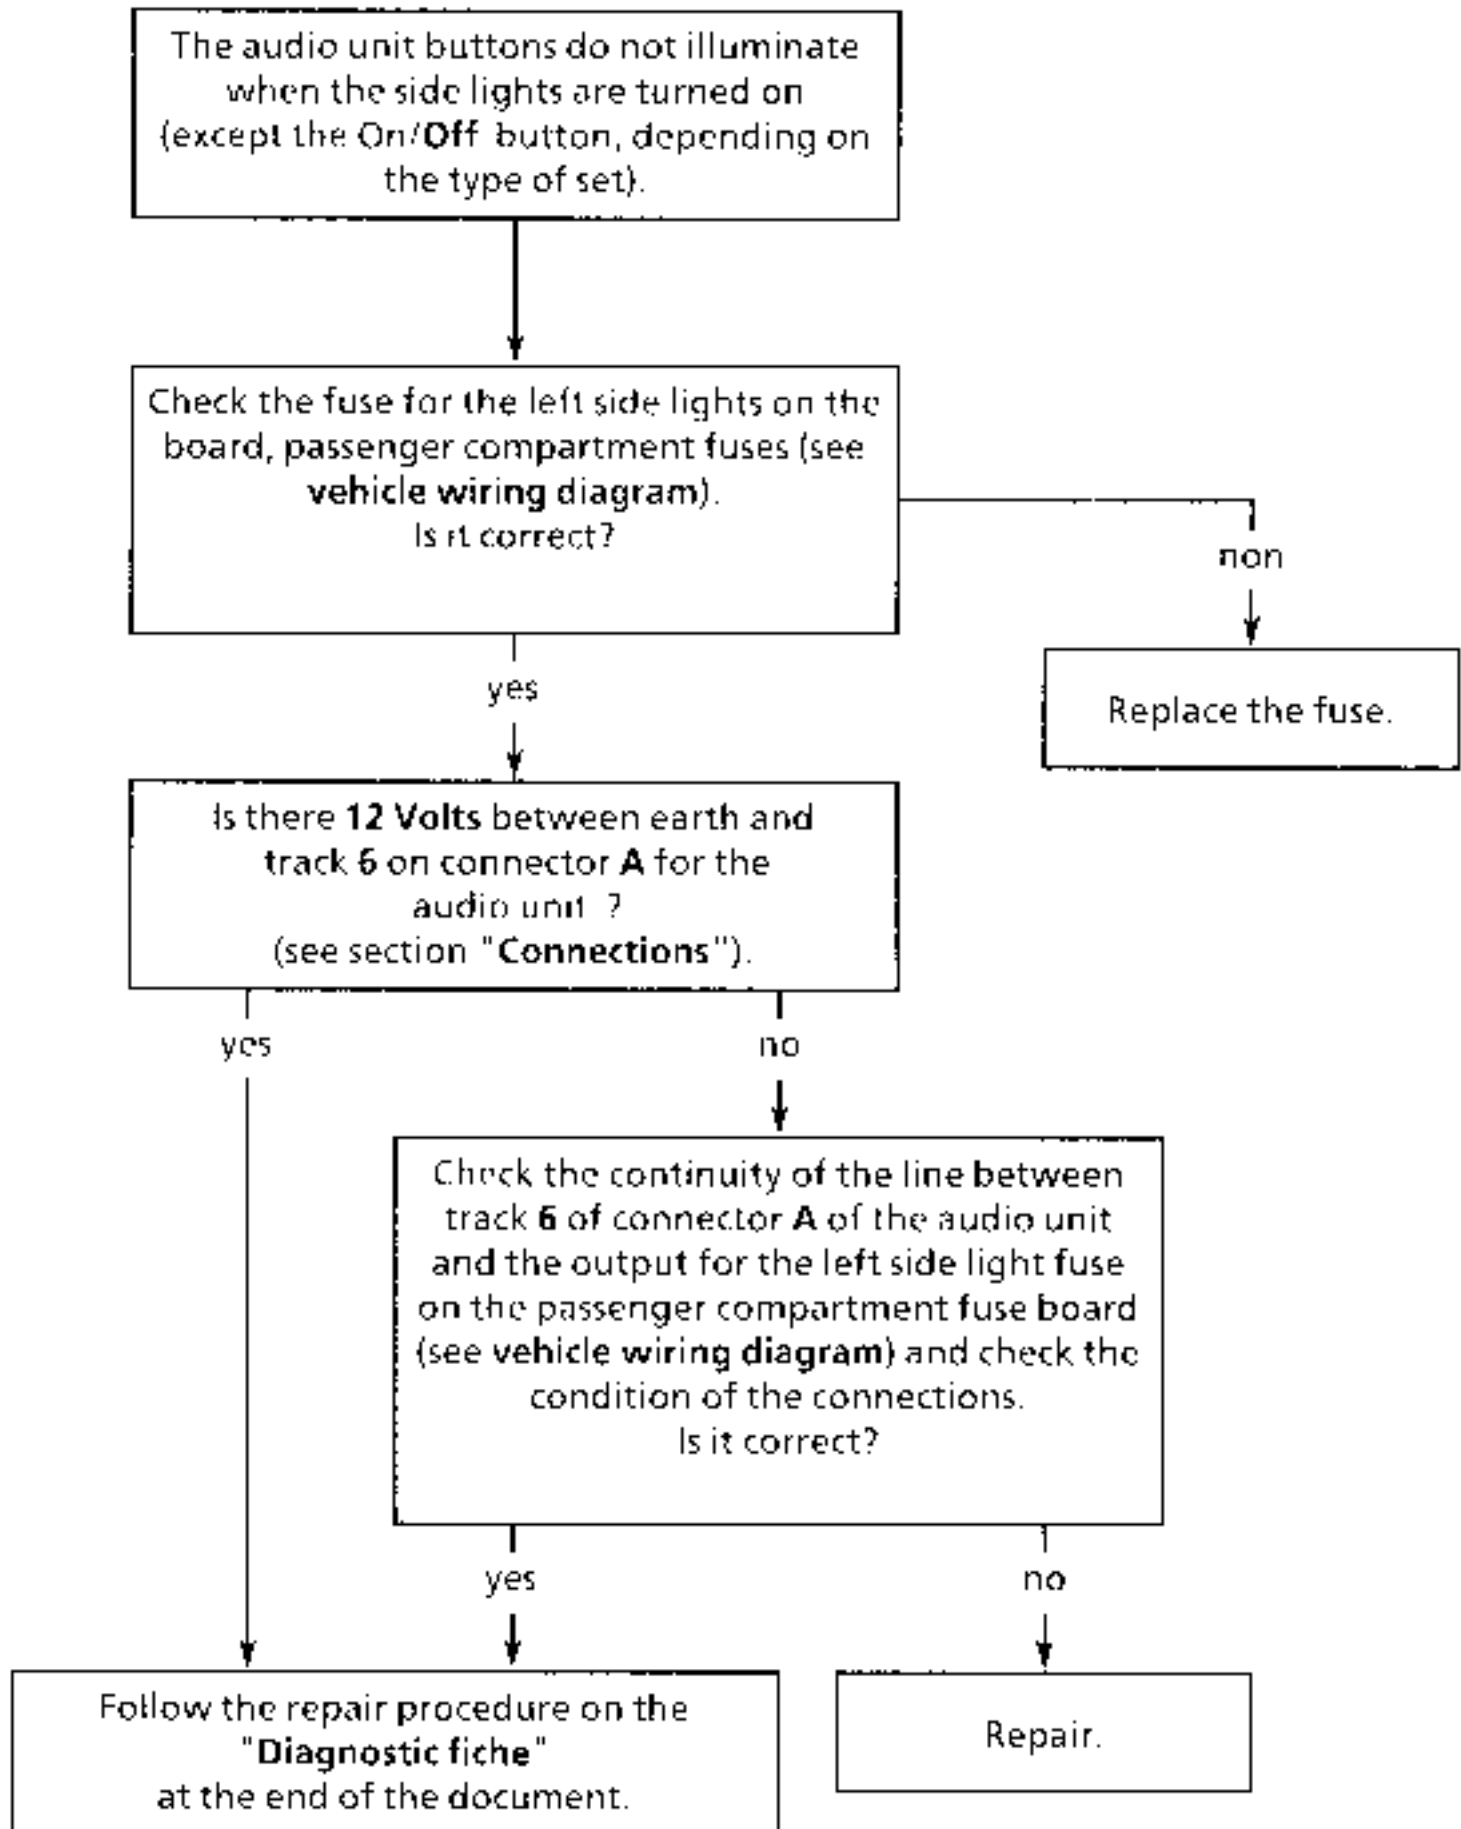 The audio unit buttons do not illuminate
when the side lights are turned on
(except the On/Off button, depending on
the type of set).
Check the fuse for the left side lights on the
board, passenger compartment fuses (see
vehicle wiring diagram).
Is it correct?
non
yes
Replace the fuse.
Is there 12 Volts between earth and
track 6 on connector A for the
audio unit ?
(see section "Connections").
yes
no
Check the continuity of the line between
track 6 of connector A of the audio unit
and the output for the left side light fuse
on the passenger compartment fuse board
(see vehicle wiring diagram) and check the
condition of the connections.
Is it correct?
yes
no
Follow the repair procedure on the
"Diagnostic fiche"
at the end of the document.
Repair.